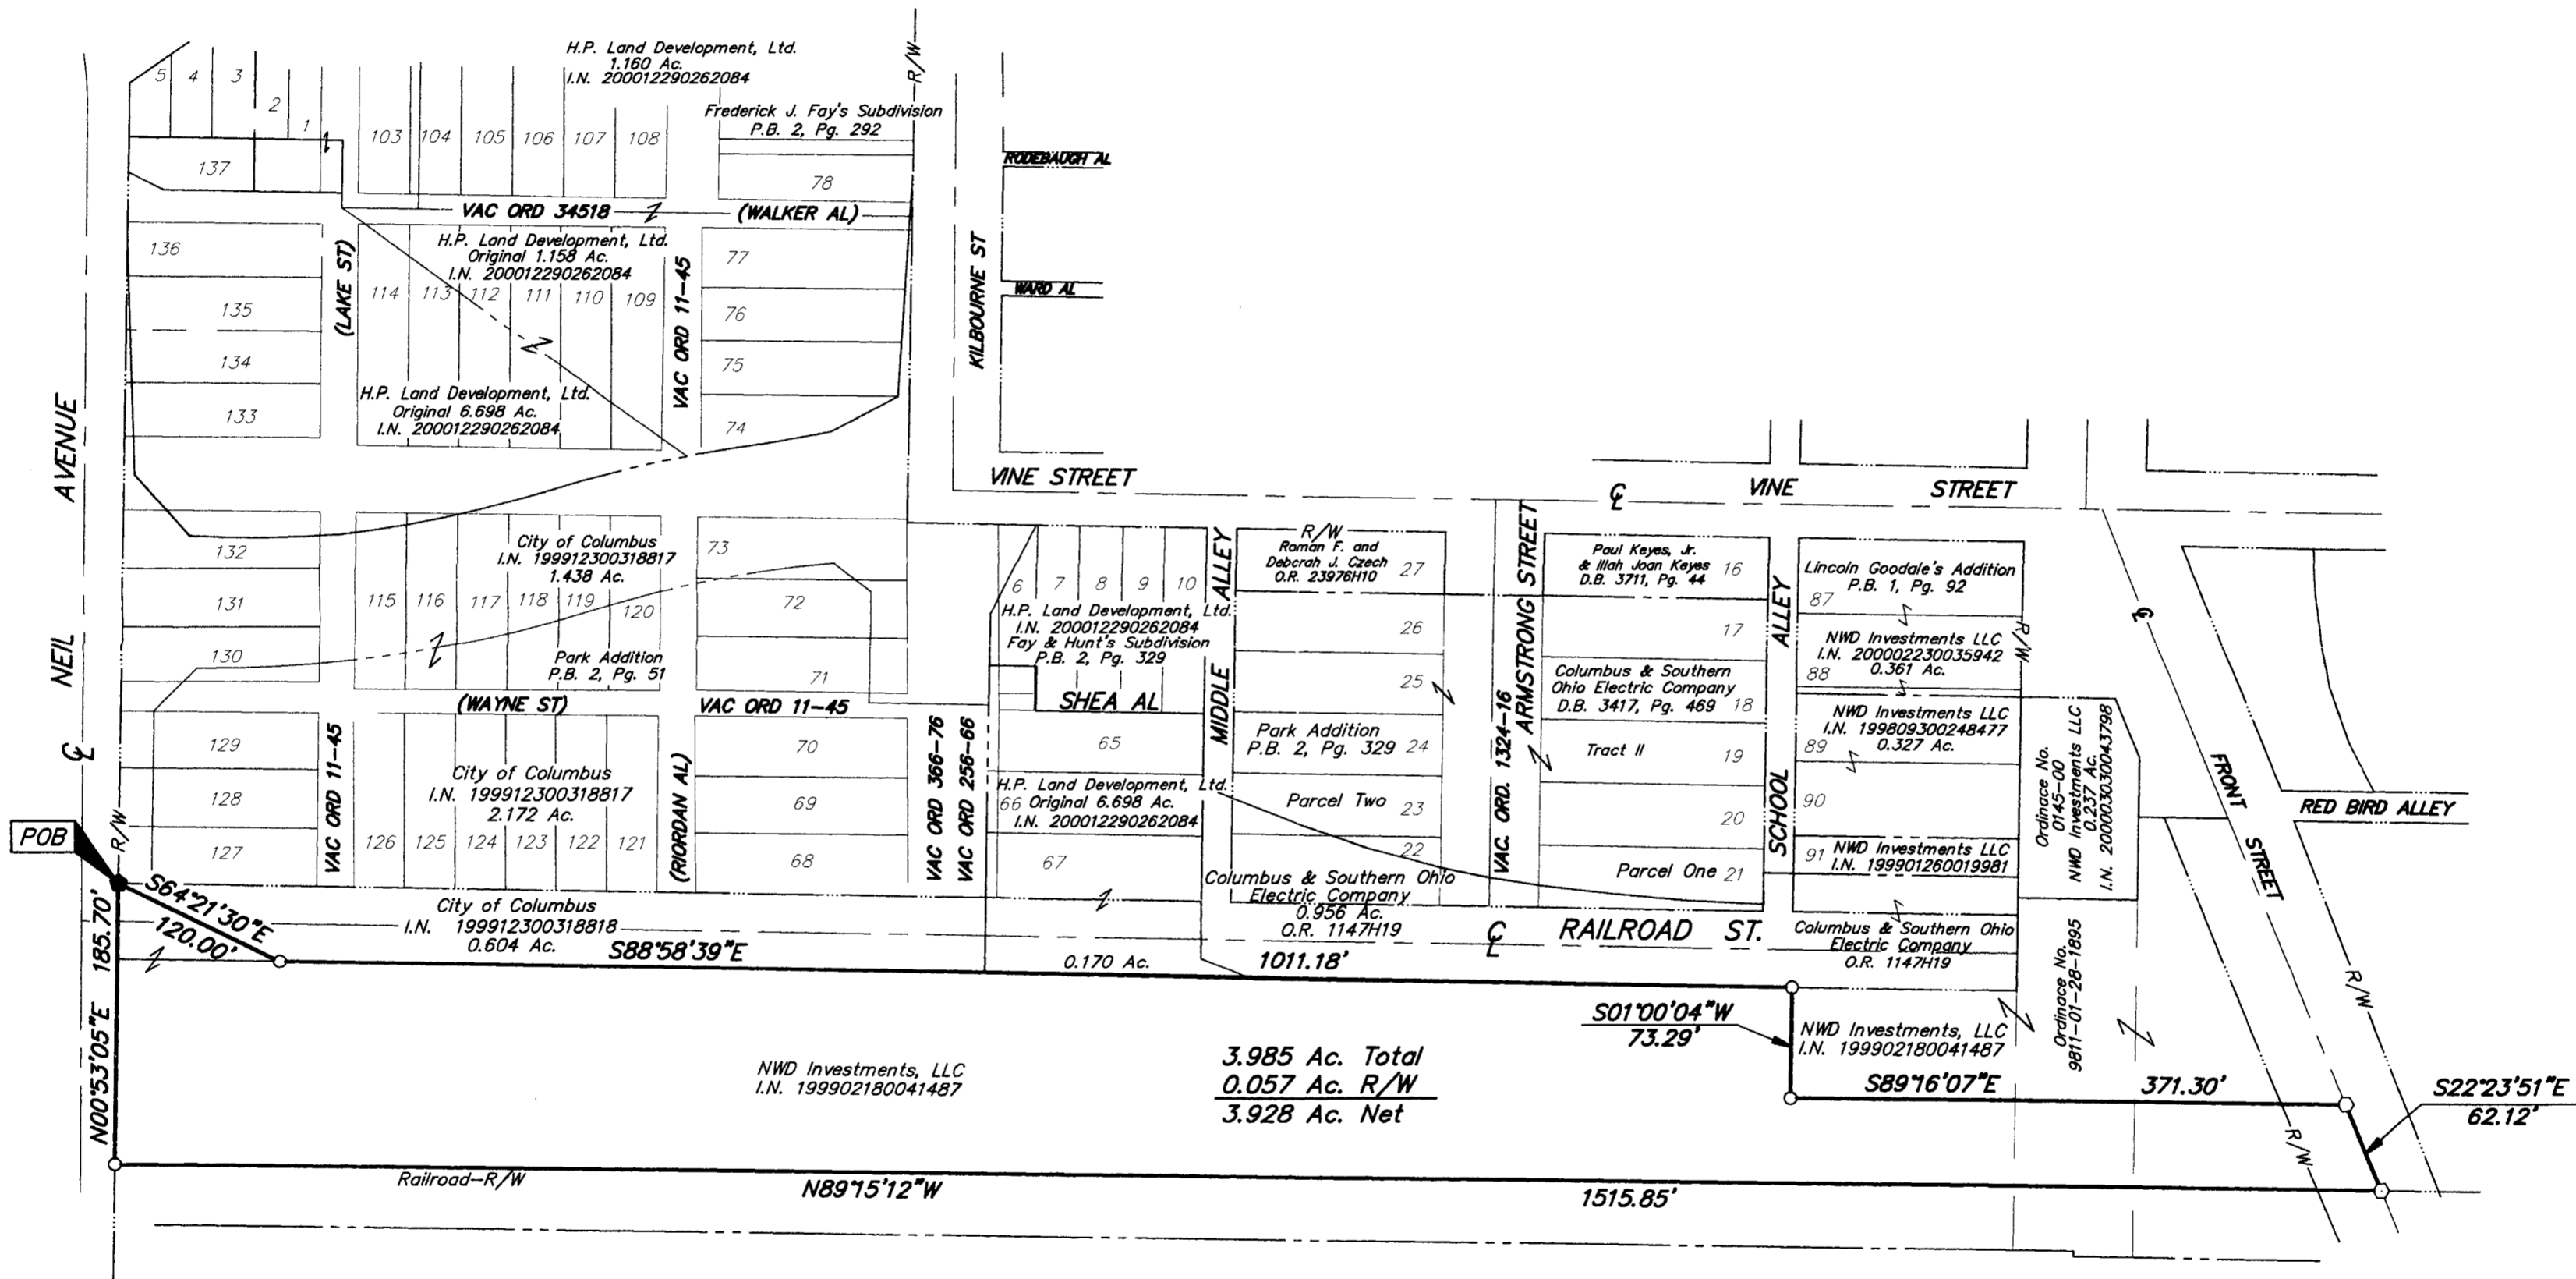 H.P. Land Development, Ltd.
1.160 Ac.
I.N. 200012290262084
R/W
Frederick J. Fay's Subdivision
P.B. 2, Pg. 292
5
4
3
2
1
103
104
105
106
107
108
137
78
RODEBAUGH AL
VAC ORD 34518
(WALKER AL)
136
H.P. Land Development, Ltd.
Original 1.158 Ac.
I.N. 200012290262084
77
(LAKE ST)
VAC ORD 11-45
KILBOURNE ST
WARD AL
114
113
112
111
110
109
135
76
134
75
H.P. Land Development, Ltd.
Original 6.698 Ac.
I.N. 200012290262084
133
74
NEIL AVENUE
℄
VINE STREET
℄
VINE STREET
132
City of Columbus
I.N. 199912300318817
1.438 Ac.
73
131
115
116
117
118
119
120
72
130
Park Addition
P.B. 2, Pg. 51
71
6
7
8
9
10
H.P. Land Development, Ltd.
I.N. 200012290262084
Fay & Hunt's Subdivision
P.B. 2, Pg. 329
SHEA AL
MIDDLE ALLEY
R/W
Roman F. and
Deborah J. Czech
O.R. 23976H10
27
26
25
Park Addition
P.B. 2, Pg. 329
24
Parcel Two
23
22
ARMSTRONG STREET
VAC. ORD. 1324-16
Paul Keyes, Jr.
& Illah Joan Keyes
D.B. 3711, Pg. 44
16
17
Columbus & Southern
Ohio Electric Company
D.B. 3417, Pg. 469
18
Tract II
19
20
Parcel One
21
SCHOOL ALLEY
Lincoln Goodale's Addition
P.B. 1, Pg. 92
87
NWD Investments LLC
I.N. 200002230035942
0.361 Ac.
88
R/W
NWD Investments LLC
I.N. 199809300248477
0.327 Ac.
89
90
91
NWD Investments LLC
I.N. 199901260019981
Ordinace No.
0145-00
NWD Investments LLC
0.237 Ac.
I.N. 200003030043798
℄
FRONT STREET
RED BIRD ALLEY
(WAYNE ST)
VAC ORD 11-45
129
128
127
VAC ORD 11-45
City of Columbus
I.N. 199912300318817
2.172 Ac.
126
125
124
123
122
121
(RIORDAN AL)
70
69
68
VAC ORD 366-76
VAC ORD 256-66
65
H.P. Land Development, Ltd.
66
Original 6.698 Ac.
I.N. 200012290262084
67
POB
R/W
S64°21'30"E
120.00'
N00°53'05"E 185.70'
City of Columbus
I.N. 199912300318818
0.604 Ac.
S88°58'39"E
0.170 Ac.
1011.18'
Columbus & Southern Ohio
Electric Company
0.956 Ac.
O.R. 1147H19
℄
RAILROAD ST.
Columbus & Southern Ohio
Electric Company
O.R. 1147H19
Ordinace No.
9811-01-28-1895
R/W
S01°00'04"W
73.29'
NWD Investments, LLC
I.N. 199902180041487
NWD Investments, LLC
I.N. 199902180041487
3.985 Ac. Total
0.057 Ac. R/W
3.928 Ac. Net
S89°16'07"E
371.30'
S22°23'51"E
62.12'
R/W
Railroad-R/W
N89°15'12"W
1515.85'